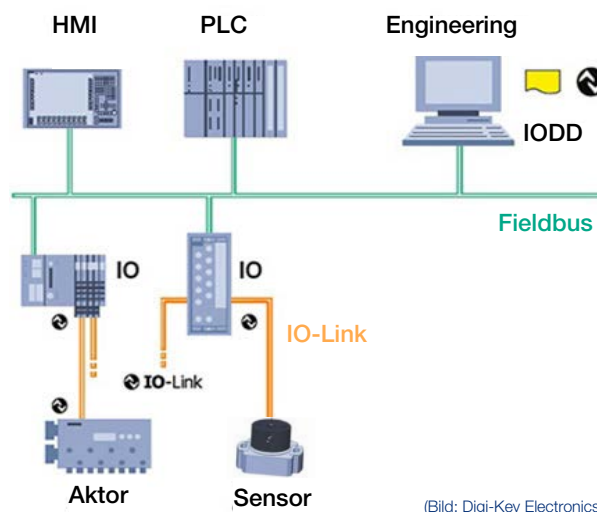 HMI
PLC
Engineering
IODD
Fieldbus
IO
IO
IO-Link
IO-Link
Aktor
Sensor
(Bild: Digi-Key Electronics